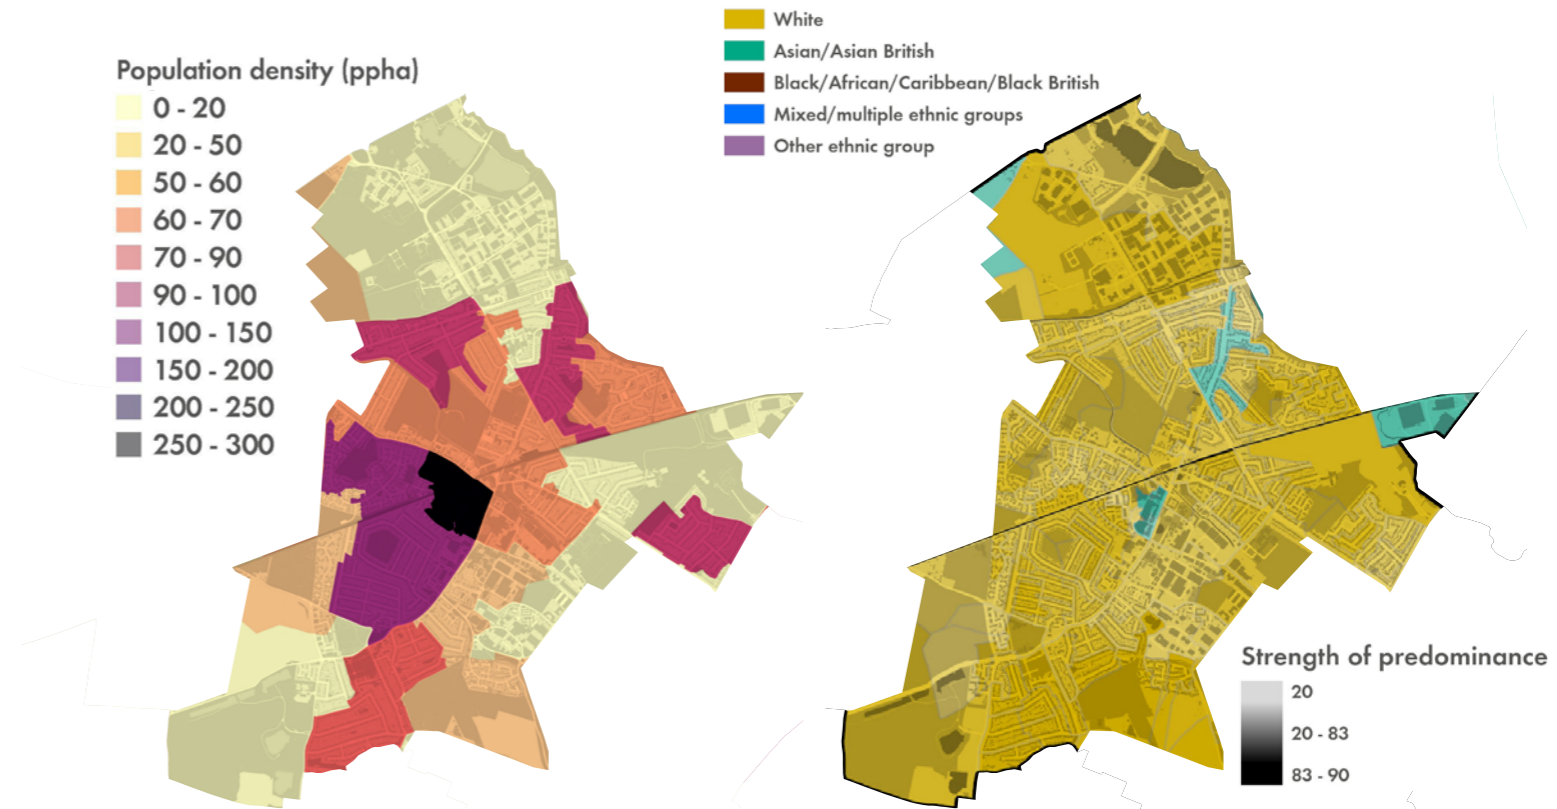 Population density (ppha)
0 - 20
20 - 50
50 - 60
60 - 70
70 - 90
90 - 100
100 - 150
150 - 200
200 - 250
250 - 300
White
Asian/Asian British
Black/African/Caribbean/Black British
Mixed/multiple ethnic groups
Other ethnic group
Strength of predominance
20
20 - 83
83 - 90